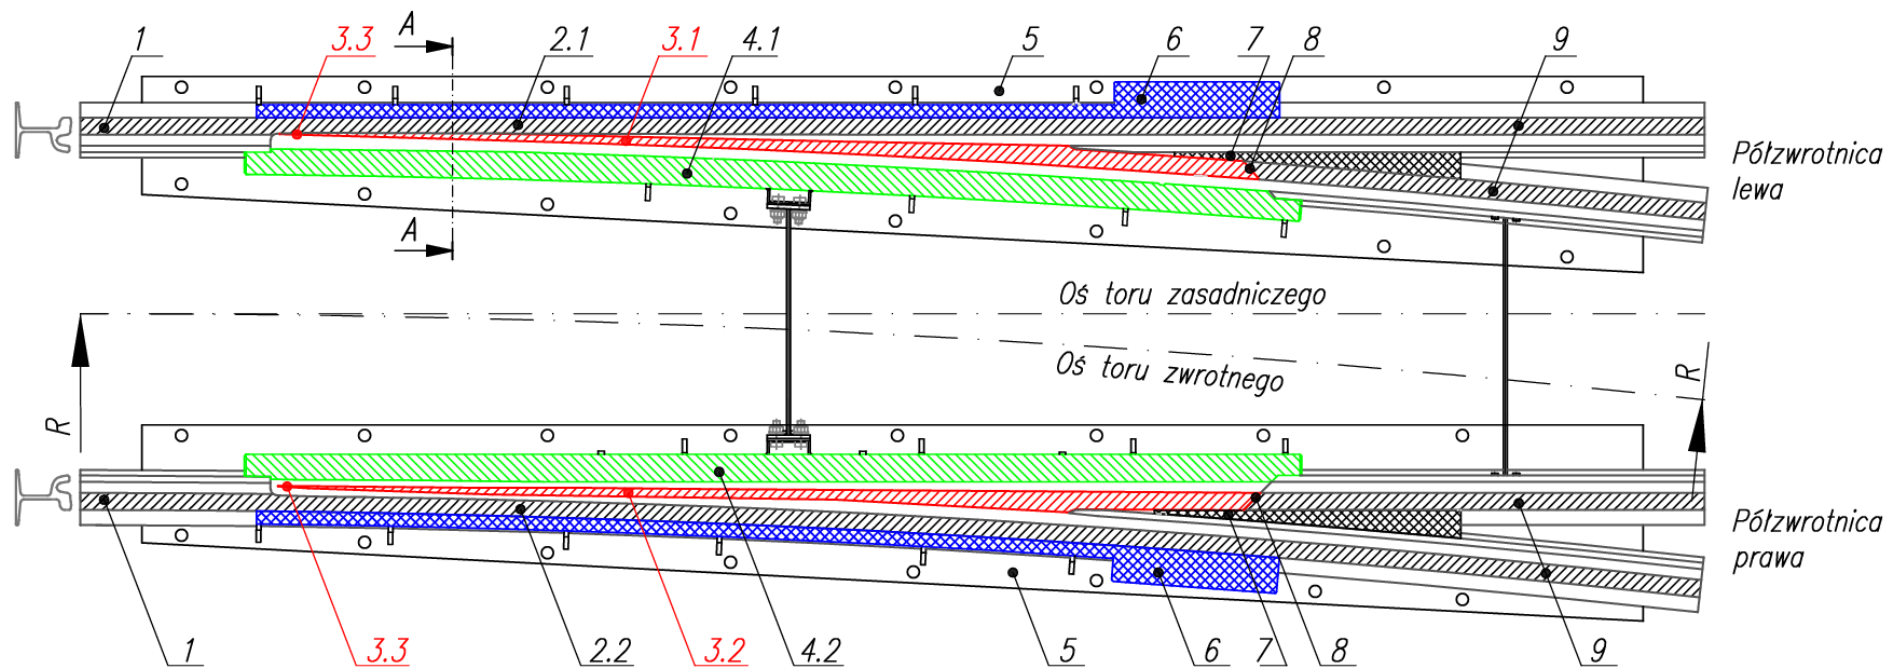 1
3.3
A
2.1
3.1
4.1
5
6
7
8
9
Półzwrotnica
lewa
A
Oś toru zasadniczego
Oś toru zwrotnego
R
R
Półzwrotnica
prawa
1
3.3
2.2
3.2
4.2
5
6
7
8
9